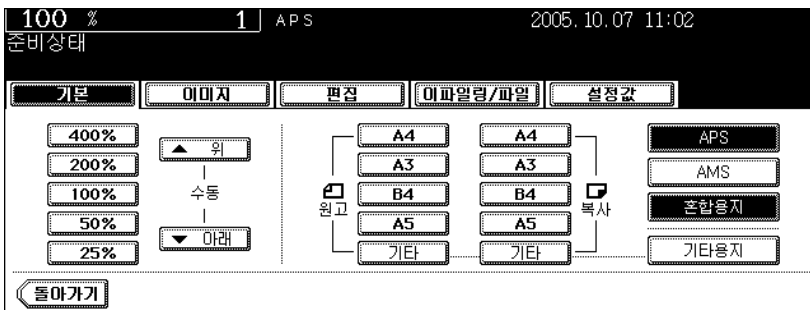 100 % 1 APS 2005.10.07 11:02
준비상태
기본 이미지 편집 이파일링/파일 설정값
400% ▲ 위 A4 A4 APS
200% A3 A3 AMS
100% 수동 원고 B4 B4 복사 혼합용지
50% ▼ 아래 A5 A5
25% 기타 기타 기타용지
돌아가기